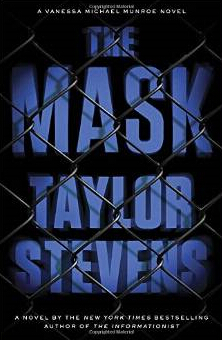 A VANESSA MICHAEL MUNROE NOVEL
THE
MASK
TAYLOR
STEVENS
A NOVEL BY THE NEW YORK TIMES BESTSELLING
AUTHOR OF THE INFORMATIONIST